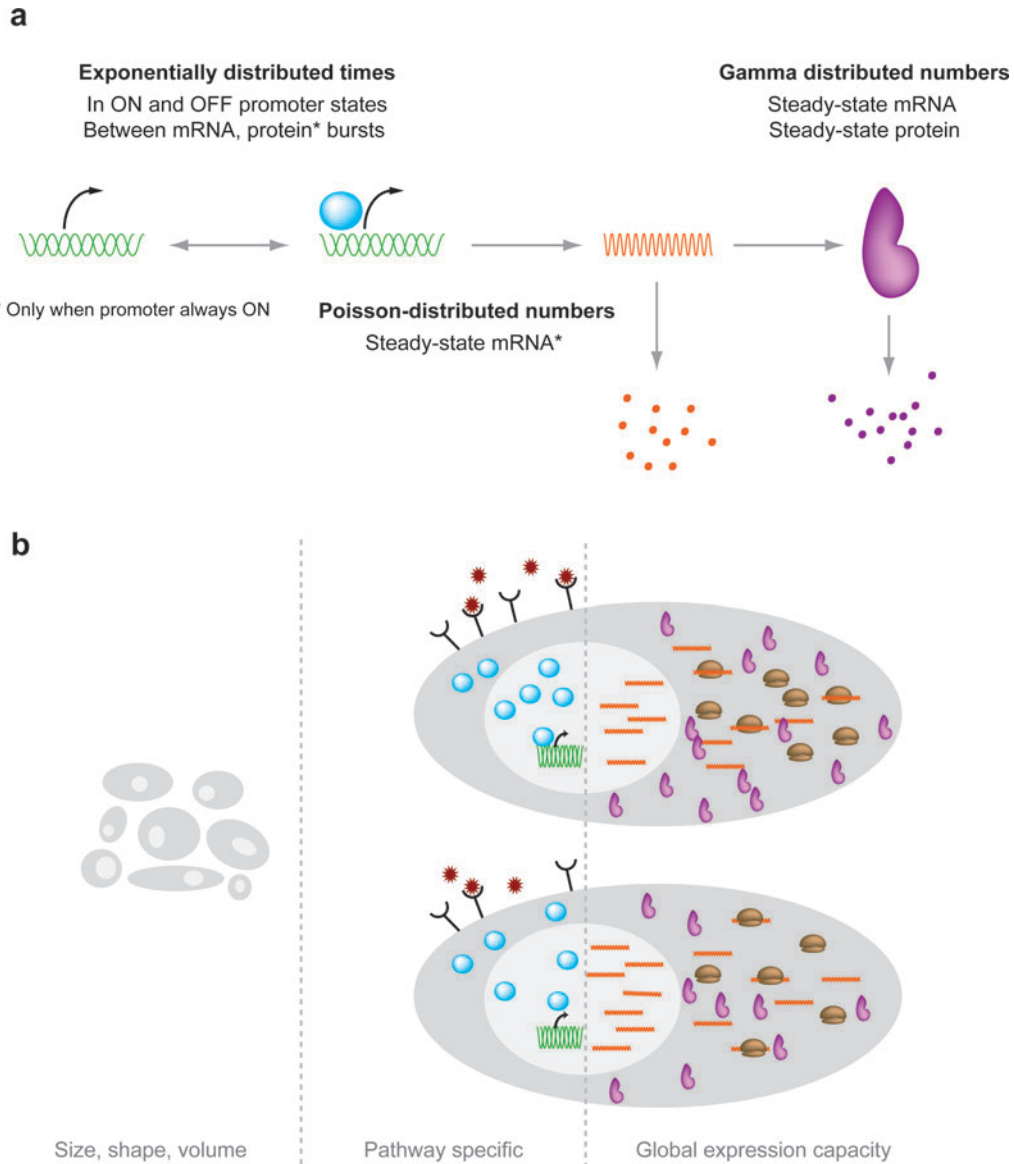 a
Exponentially distributed times
In ON and OFF promoter states
Between mRNA, protein* bursts
Gamma distributed numbers
Steady-state mRNA
Steady-state protein
* Only when promoter always ON
Poisson-distributed numbers
Steady-state mRNA*
b
Size, shape, volume
Pathway specific
Global expression capacity